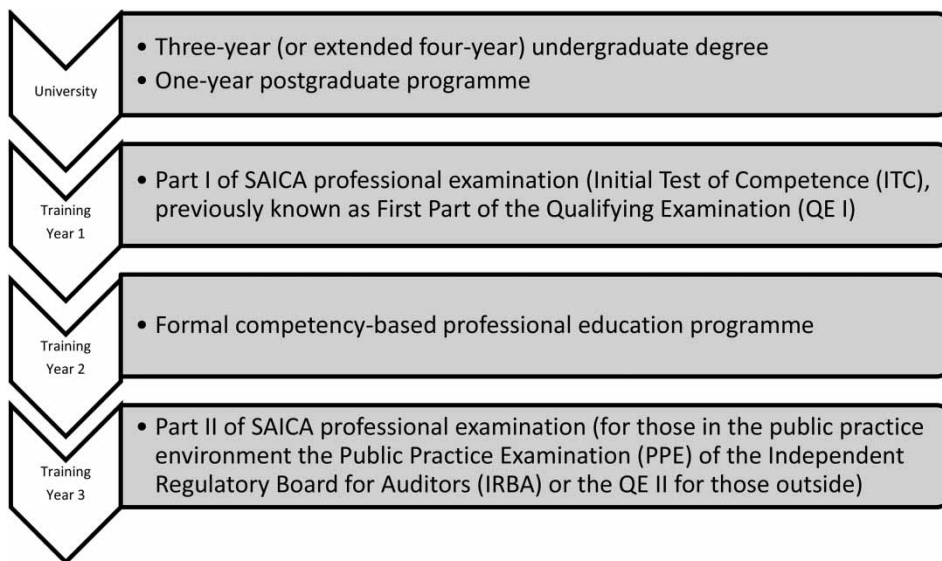 University
• Three-year (or extended four-year) undergraduate degree
• One-year postgraduate programme
Training
Year 1
• Part I of SAICA professional examination (Initial Test of Competence (ITC),
previously known as First Part of the Qualifying Examination (QE I)
Training
Year 2
• Formal competency-based professional education programme
Training
Year 3
• Part II of SAICA professional examination (for those in the public practice
environment the Public Practice Examination (PPE) of the Independent
Regulatory Board for Auditors (IRBA) or the QE II for those outside)